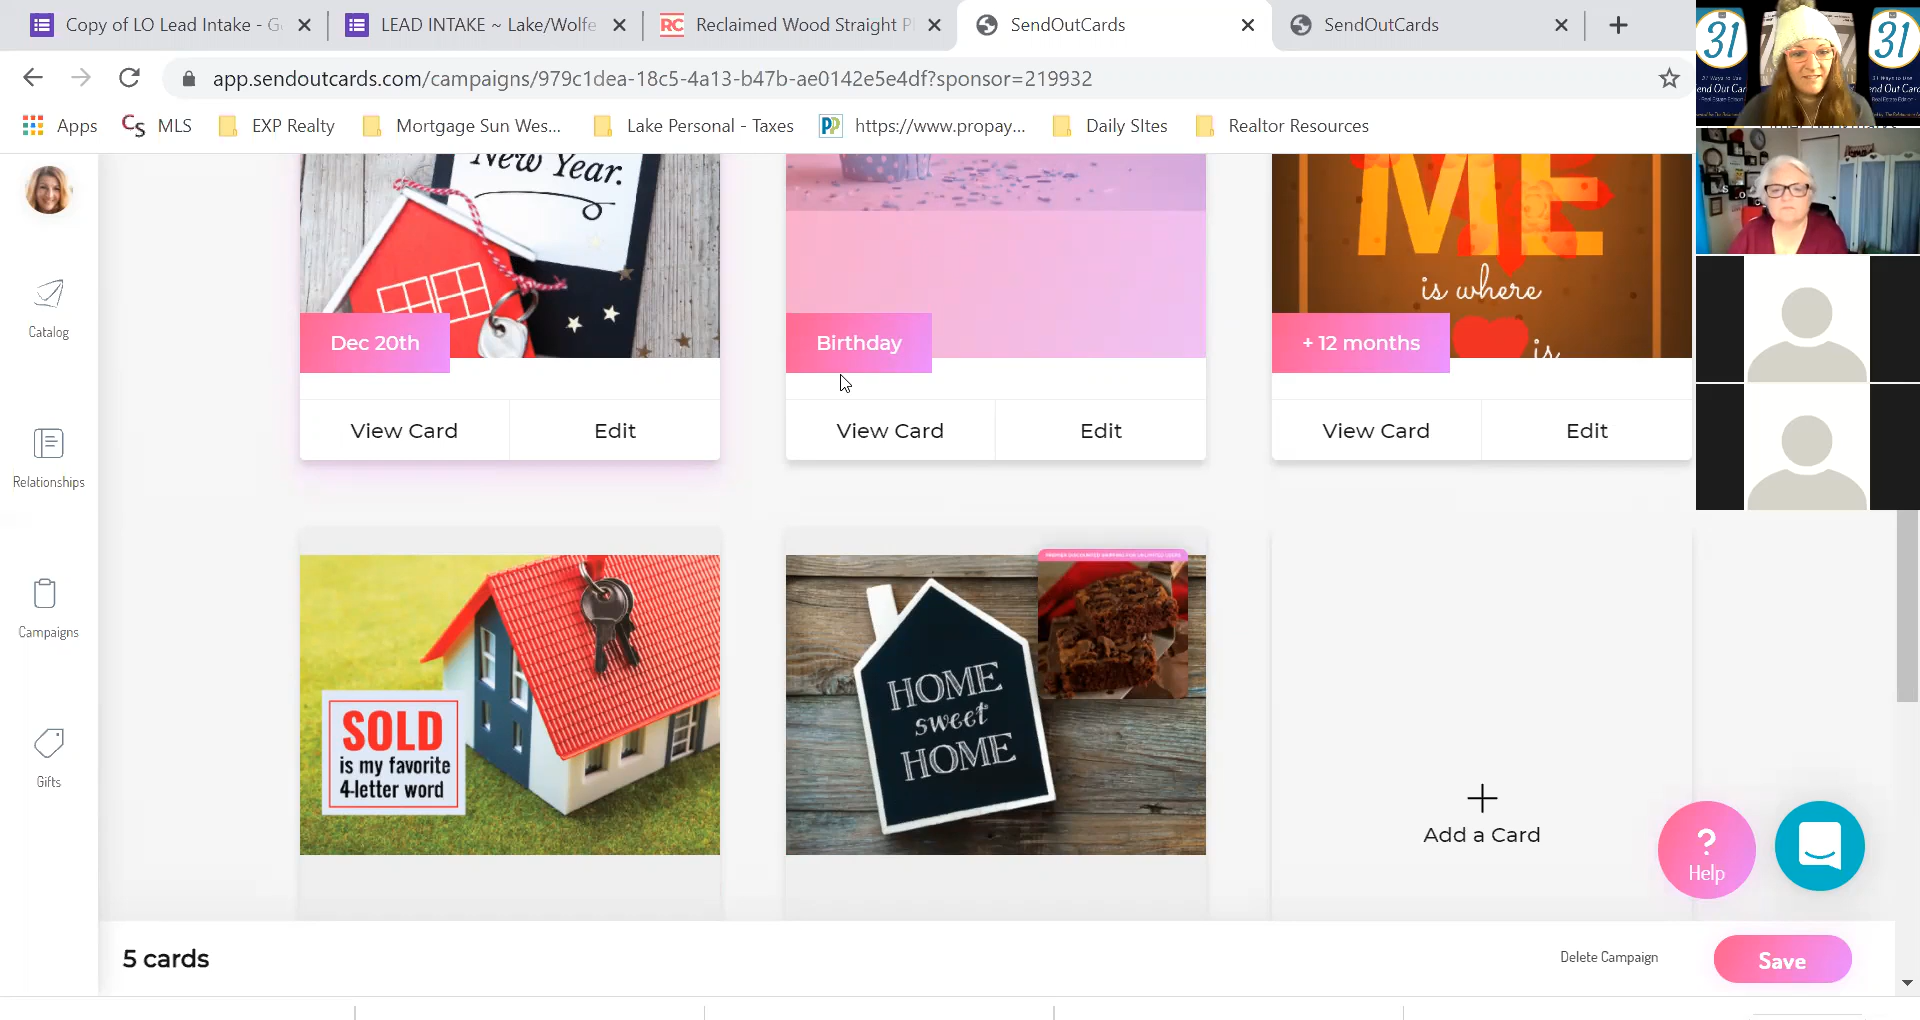 Copy of LO Lead Intake - G
LEAD INTAKE ~ Lake/Wolfe
RC
Reclaimed Wood Straight P
SendOutCards
SendOutCards
app.sendoutcards.com/campaigns/979c1dea-18c5-4a13-b47b-ae0142e5e4df?sponsor=219932
Apps
CS
MLS
EXP Realty
Mortgage Sun Wes...
Lake Personal - Taxes
PP
https://www.propay...
Daily SItes
Realtor Resources
31
31
Catalog
Relationships
Campaigns
Gifts
New Year.
ME
is where
is
Dec 20th
Birthday
+ 12 months
View Card
Edit
View Card
Edit
View Card
Edit
SOLD
is my favorite
4-letter word
HOME
sweet
HOME
Add a Card
?
Help
5 cards
Delete Campaign
Save